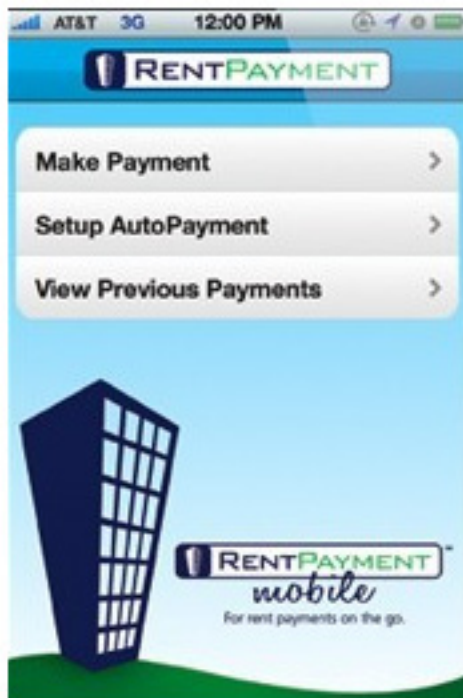 AT&T 3G 12:00 PM
RENTPAYMENT
Make Payment
Setup AutoPayment
View Previous Payments
RENTPAYMENT™
mobile
For rent payments on the go.